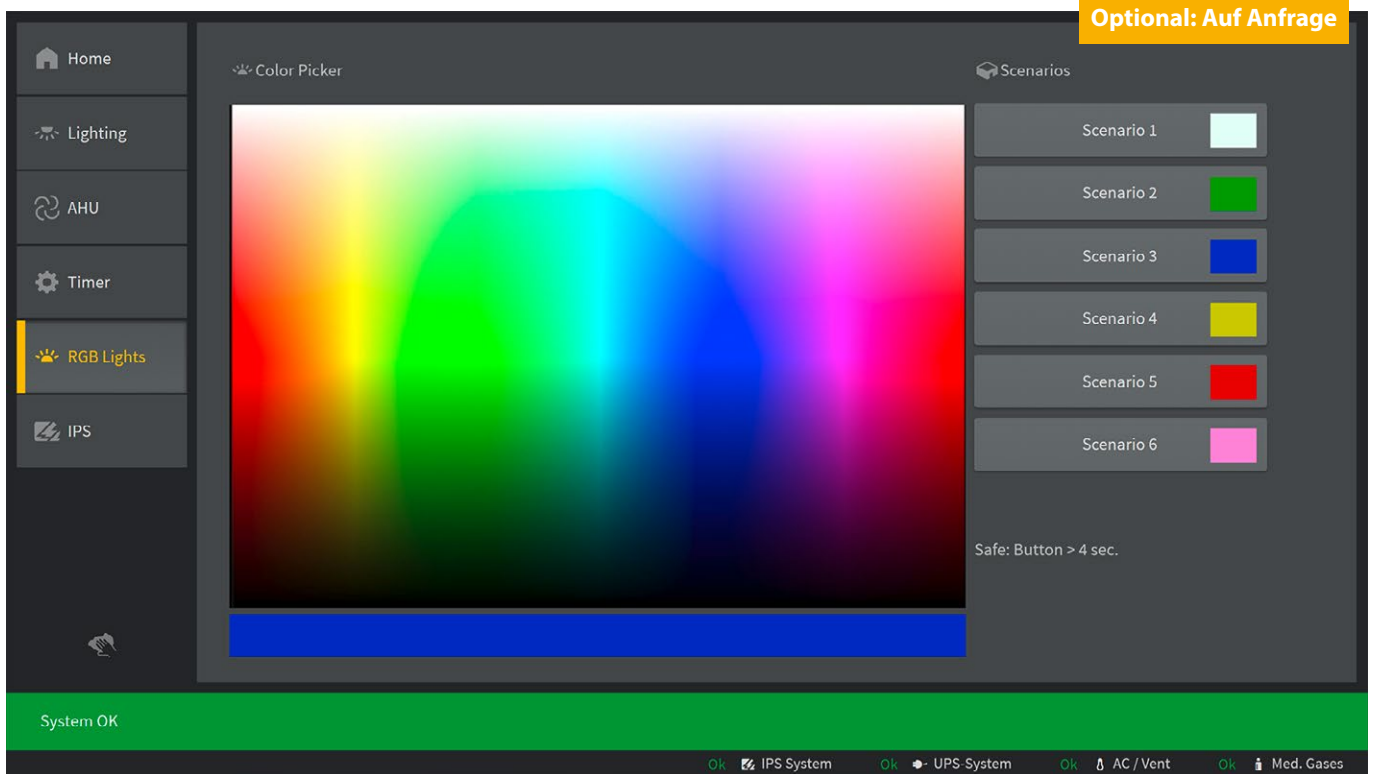 Optional: Auf Anfrage
Home
Lighting
AHU
Timer
RGB Lights
IPS
Color Picker
Scenarios
Scenario 1
Scenario 2
Scenario 3
Scenario 4
Scenario 5
Scenario 6
Safe: Button > 4 sec.
System OK
Ok IPS System Ok UPS-System Ok AC / Vent Ok Med. Gases